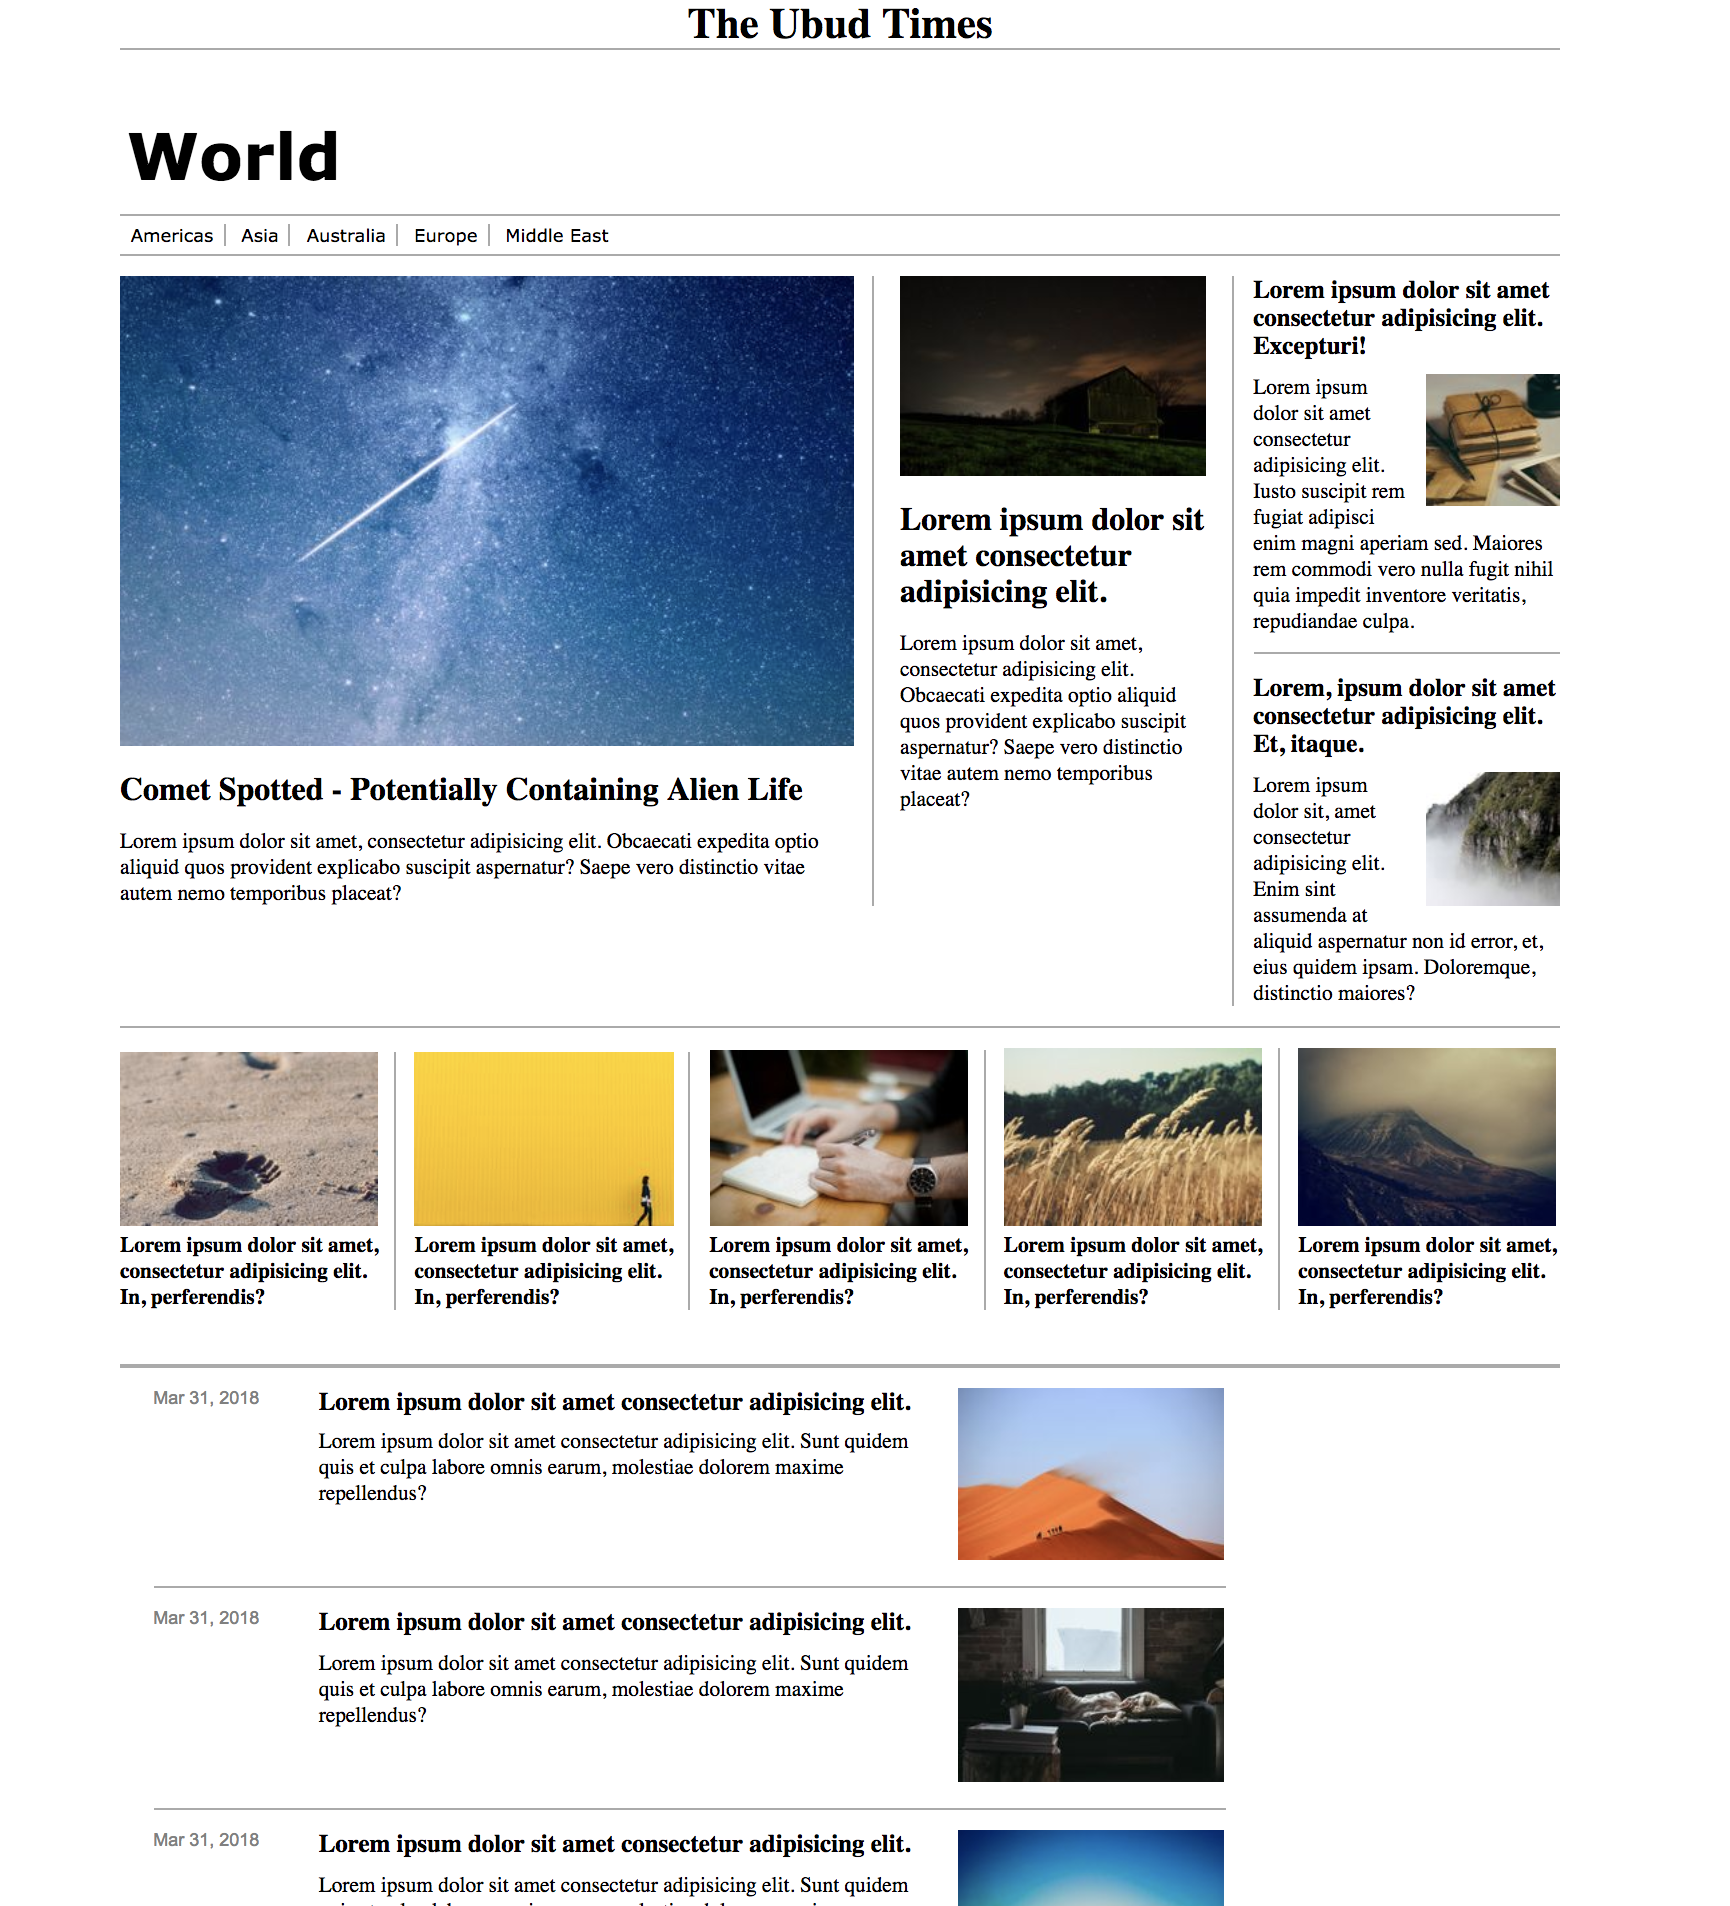 The Ubud Times
World
Americas
Asia
Australia
Europe
Middle East
Comet Spotted - Potentially Containing Alien Life
Lorem ipsum dolor sit amet, consectetur adipisicing elit. Obcaecati expedita optio
aliquid quos provident explicabo suscipit aspernatur? Saepe vero distinctio vitae
autem nemo temporibus placeat?
Lorem ipsum dolor sit
amet consectetur
adipisicing elit.
Lorem ipsum dolor sit amet,
consectetur adipisicing elit.
Obcaecati expedita optio aliquid
quos provident explicabo suscipit
aspernatur? Saepe vero distinctio
vitae autem nemo temporibus
placeat?
Lorem ipsum dolor sit amet
consectetur adipisicing elit.
Excepturi!
Lorem ipsum
dolor sit amet
consectetur
adipisicing elit.
Iusto suscipit rem
fugiat adipisci
enim magni aperiam sed. Maiores
rem commodi vero nulla fugit nihil
quia impedit inventore veritatis,
repudiandae culpa.
Lorem, ipsum dolor sit amet
consectetur adipisicing elit.
Et, itaque.
Lorem ipsum
dolor sit, amet
consectetur
adipisicing elit.
Enim sint
assumenda at
aliquid aspernatur non id error, et,
eius quidem ipsam. Doloremque,
distinctio maiores?
Lorem ipsum dolor sit amet,
consectetur adipisicing elit.
In, perferendis?
Lorem ipsum dolor sit amet,
consectetur adipisicing elit.
In, perferendis?
Lorem ipsum dolor sit amet,
consectetur adipisicing elit.
In, perferendis?
Lorem ipsum dolor sit amet,
consectetur adipisicing elit.
In, perferendis?
Lorem ipsum dolor sit amet,
consectetur adipisicing elit.
In, perferendis?
Mar 31, 2018
Lorem ipsum dolor sit amet consectetur adipisicing elit.
Lorem ipsum dolor sit amet consectetur adipisicing elit. Sunt quidem
quis et culpa labore omnis earum, molestiae dolorem maxime
repellendus?
Mar 31, 2018
Lorem ipsum dolor sit amet consectetur adipisicing elit.
Lorem ipsum dolor sit amet consectetur adipisicing elit. Sunt quidem
quis et culpa labore omnis earum, molestiae dolorem maxime
repellendus?
Mar 31, 2018
Lorem ipsum dolor sit amet consectetur adipisicing elit.
Lorem ipsum dolor sit amet consectetur adipisicing elit. Sunt quidem